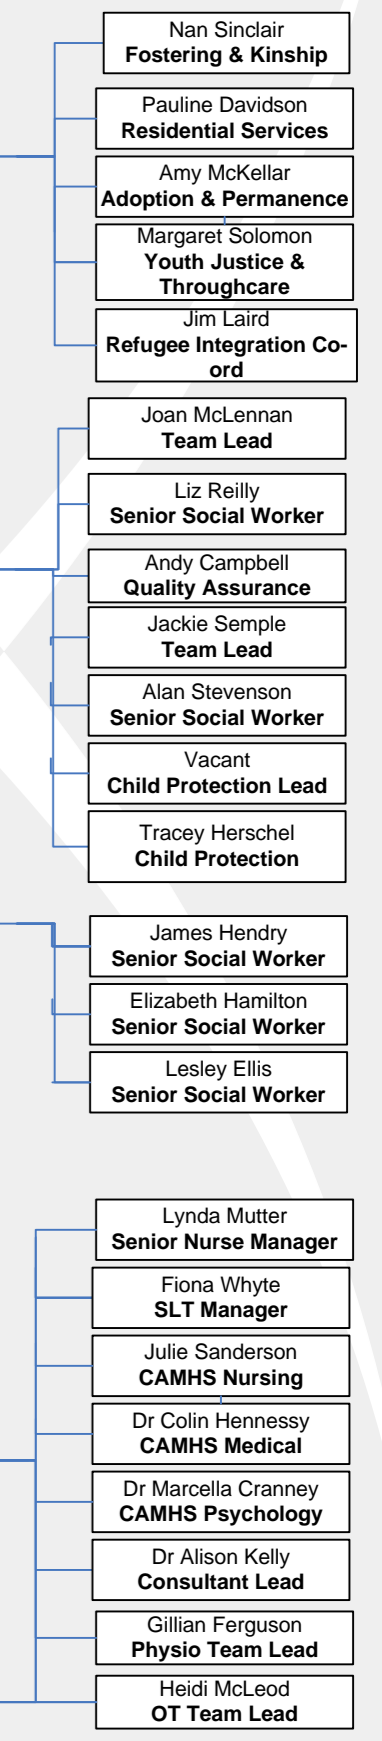 Nan Sinclair
Fostering & Kinship
Pauline Davidson
Residential Services
Amy McKellar
Adoption & Permanence
Margaret Solomon
Youth Justice &
Throughcare
Jim Laird
Refugee Integration Co-
ord
Joan McLennan
Team Lead
Liz Reilly
Senior Social Worker
Andy Campbell
Quality Assurance
Jackie Semple
Team Lead
Alan Stevenson
Senior Social Worker
Vacant
Child Protection Lead
Tracey Herschel
Child Protection
James Hendry
Senior Social Worker
Elizabeth Hamilton
Senior Social Worker
Lesley Ellis
Senior Social Worker
Lynda Mutter
Senior Nurse Manager
Fiona Whyte
SLT Manager
Julie Sanderson
CAMHS Nursing
Dr Colin Hennessy
CAMHS Medical
Dr Marcella Cranney
CAMHS Psychology
Dr Alison Kelly
Consultant Lead
Gillian Ferguson
Physio Team Lead
Heidi McLeod
OT Team Lead